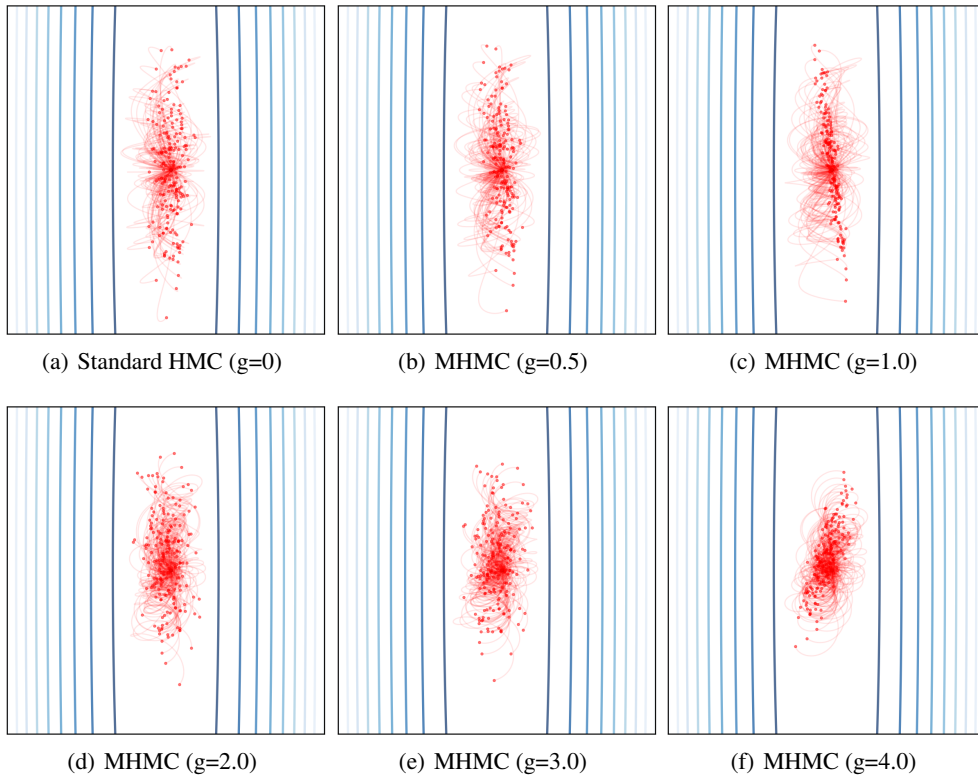 (a) Standard HMC (g=0)
(b) MHMC (g=0.5)
(c) MHMC (g=1.0)
(d) MHMC (g=2.0)
(e) MHMC (g=3.0)
(f) MHMC (g=4.0)